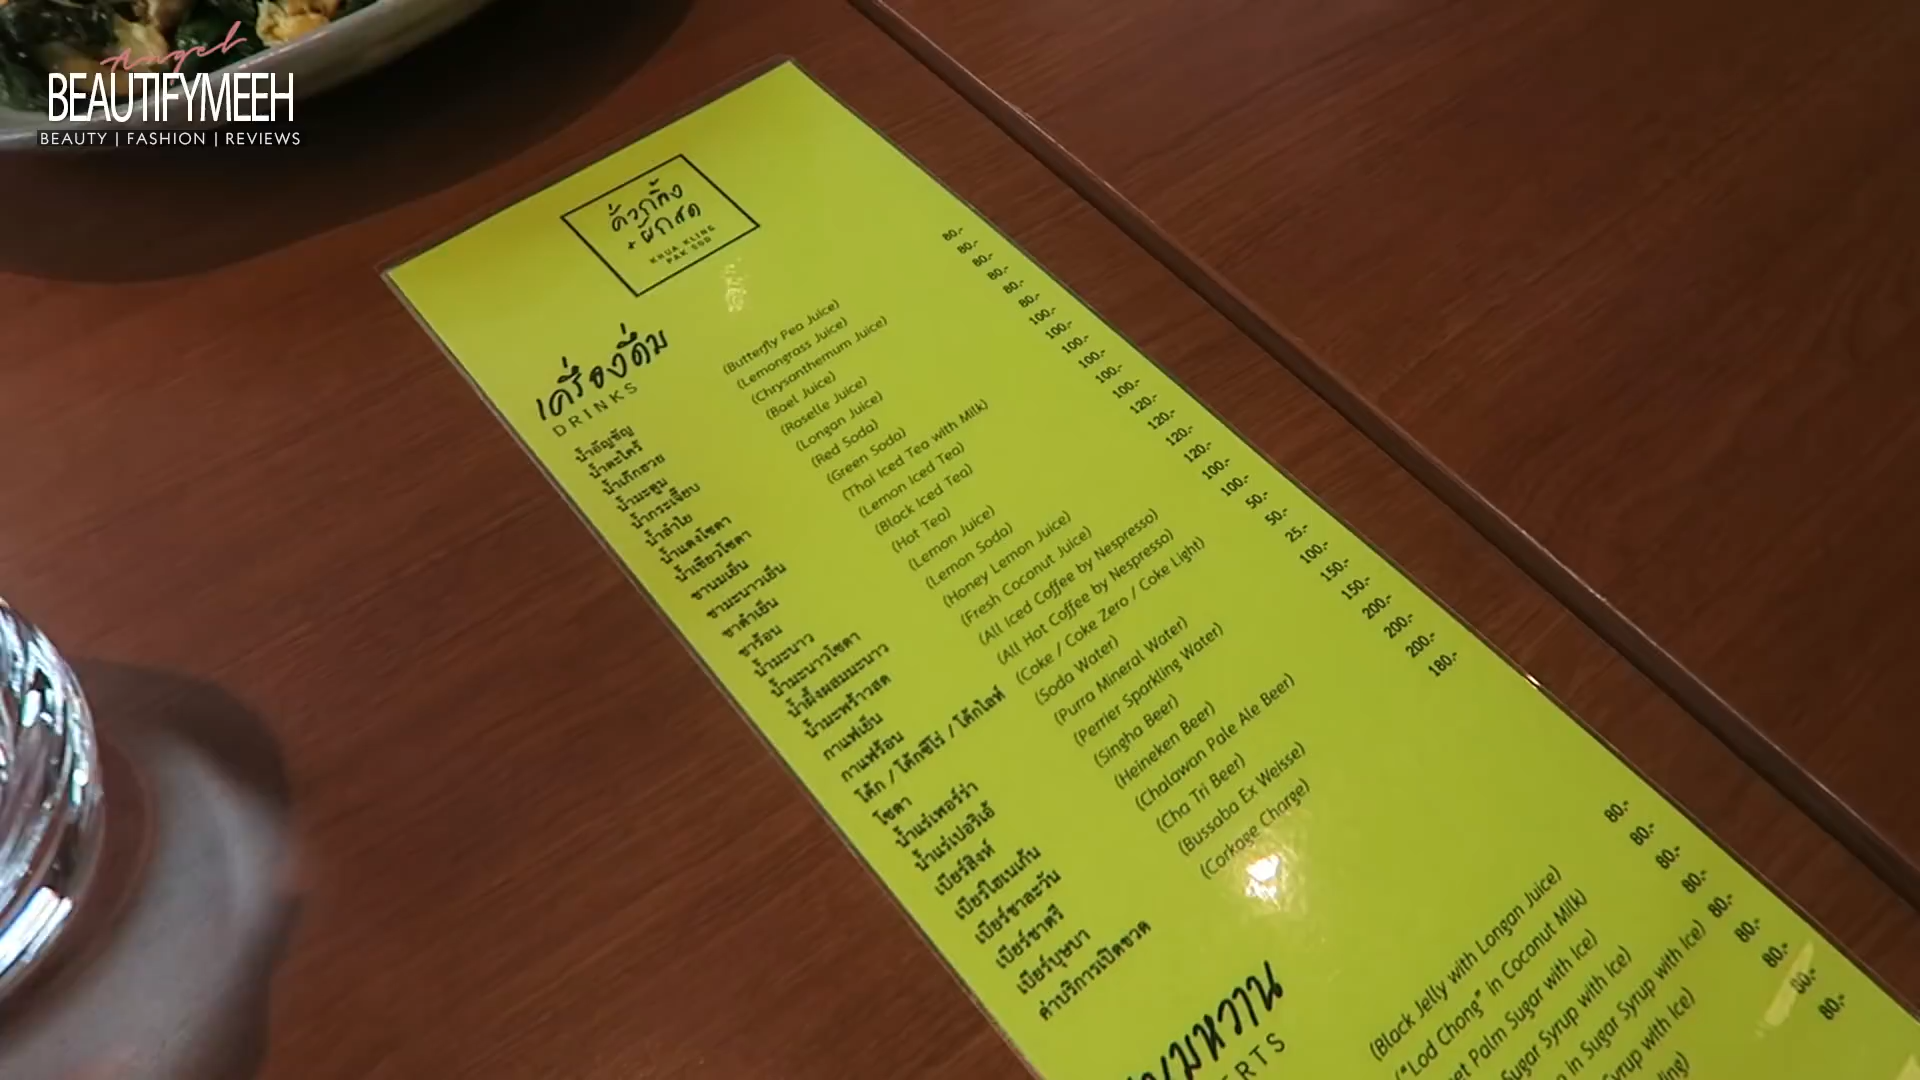 Angel
BEAUTIFYMEEH
BEAUTY | FASHION | REVIEWS
คั่วกลิ้ง
+ ผักสด
KHUA KLING
PAK SOD
เครื่องดื่ม
DRINKS
น้ำอัญชัญ (Butterfly Pea Juice) 80.-
น้ำตะไคร้ (Lemongrass Juice) 80.-
น้ำเก๊กฮวย (Chrysanthemum Juice) 80.-
น้ำมะตูม (Bael Juice) 80.-
น้ำกระเจี๊ยบ (Roselle Juice) 80.-
น้ำลำไย (Longan Juice) 80.-
น้ำแดงโซดา (Red Soda) 100.-
น้ำเขียวโซดา (Green Soda) 100.-
ชานมเย็น (Thai Iced Tea with Milk) 100.-
ชามะนาวเย็น (Lemon Iced Tea) 100.-
ชาดำเย็น (Black Iced Tea) 100.-
ชาร้อน (Hot Tea) 100.-
น้ำมะนาว (Lemon Juice) 120.-
น้ำมะนาวโซดา (Lemon Soda) 120.-
น้ำผึ้งผสมมะนาว (Honey Lemon Juice) 120.-
น้ำมะพร้าวสด (Fresh Coconut Juice) 120.-
กาแฟเย็น (All Iced Coffee by Nespresso) 100.-
กาแฟร้อน (All Hot Coffee by Nespresso) 100.-
โค้ก / โค้กซีโร่ / โค้กไลท์ (Coke / Coke Zero / Coke Light) 50.-
โซดา (Soda Water) 50.-
น้ำแร่เพอร์ร่า (Purra Mineral Water) 25.-
น้ำแร่เปอริเอ้ (Perrier Sparkling Water) 100.-
เบียร์สิงห์ (Singha Beer) 150.-
เบียร์ไฮเนเก้น (Heineken Beer) 150.-
เบียร์ชาละวัน (Chalawan Pale Ale Beer) 200.-
เบียร์ชาตรี (Cha Tri Beer) 200.-
เบียร์บุษบา (Bussaba Ex Weisse) 200.-
ค่าบริการเปิดขวด (Corkage Charge) 180.-
(Black Jelly with Longan Juice) 80.-
("Lod Chong" in Coconut Milk) 80.-
Palm Sugar with Ice) 80.-
Sugar Syrup with Ice) 80.-
in Sugar Syrup with Ice) 80.-
with Ice) 80.-
80.-
80.-
80.-